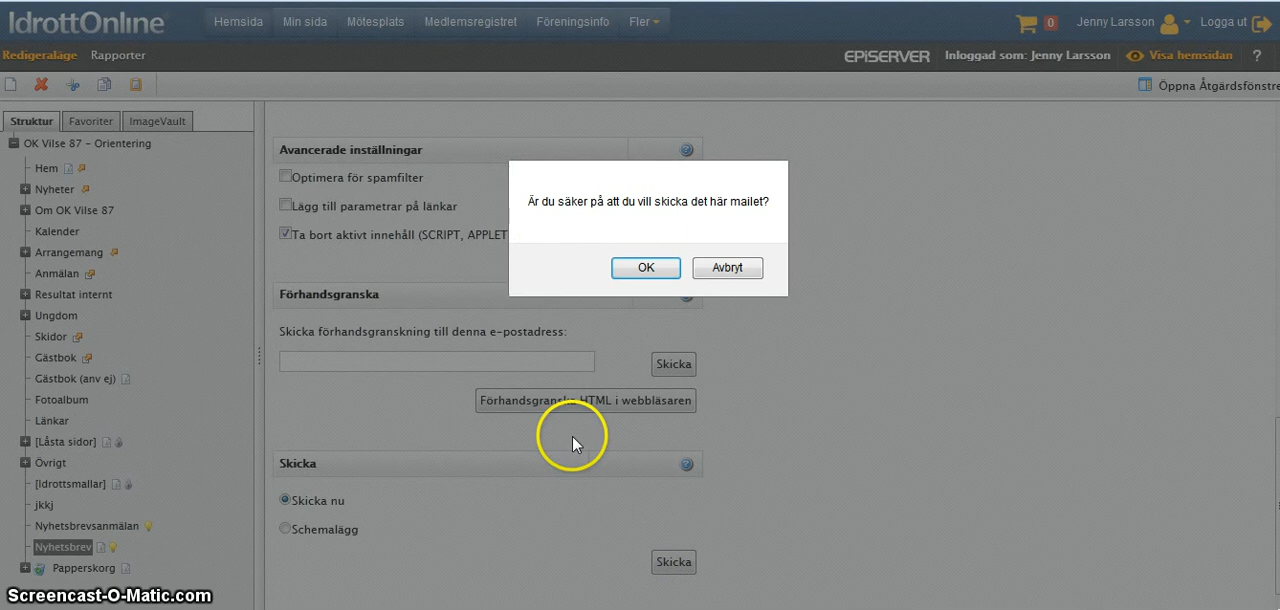 IdrottOnline
Hemsida Min sida Mötesplats Medlemsregistret Föreningsinfo Fler
0 Jenny Larsson Logga ut
Redigeraläge Rapporter
EPiSERVER Inloggad som: Jenny Larsson Visa hemsidan ?
Öppna Åtgärdsfönstre
Struktur Favoriter ImageVault
OK Vilse 87 - Orientering
Hem
Nyheter
Om OK Vilse 87
Kalender
Arrangemang
Anmälan
Resultat internt
Ungdom
Skidor
Gästbok
Gästbok (anv ej)
Fotoalbum
Länkar
[Låsta sidor]
Övrigt
[Idrottsmallar]
jkkj
Nyhetsbrevsanmälan
Nyhetsbrev
Papperskorg
Avancerade inställningar
Optimera för spamfilter
Lägg till parametrar på länkar
Ta bort aktivt innehåll (SCRIPT, APPLET
Är du säker på att du vill skicka det här mailet?
OK Avbryt
Förhandsgranska
Skicka förhandsgranskning till denna e-postadress:
Skicka
Förhandsgranska HTML i webbläsaren
Skicka
Skicka nu
Schemalägg
Skicka
Screencast-O-Matic.com